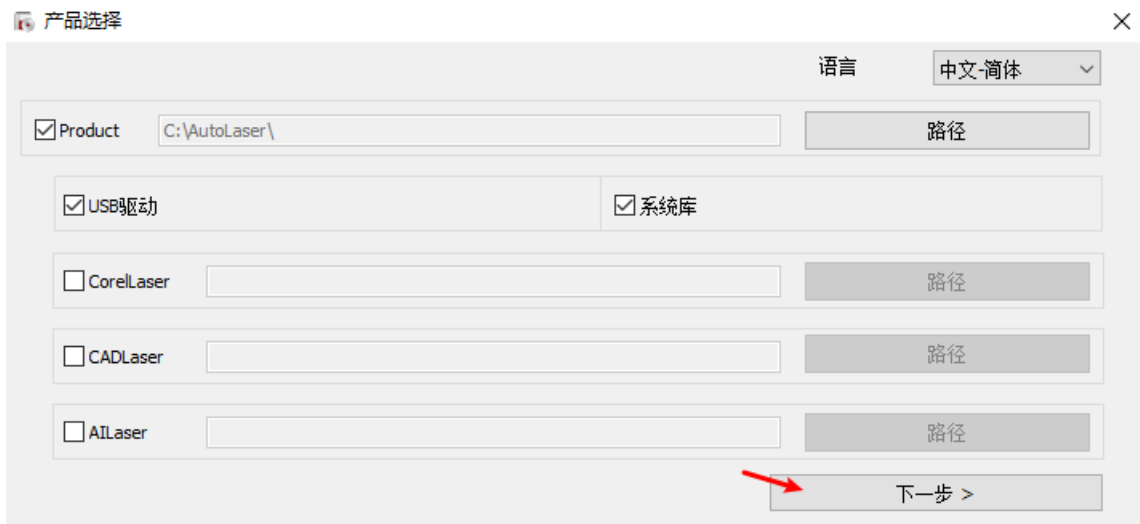 产品选择
语言 中文-简体
Product C:\AutoLaser\ 路径
USB驱动 系统库
CorelLaser 路径
CADLaser 路径
AILaser 路径
下一步 >